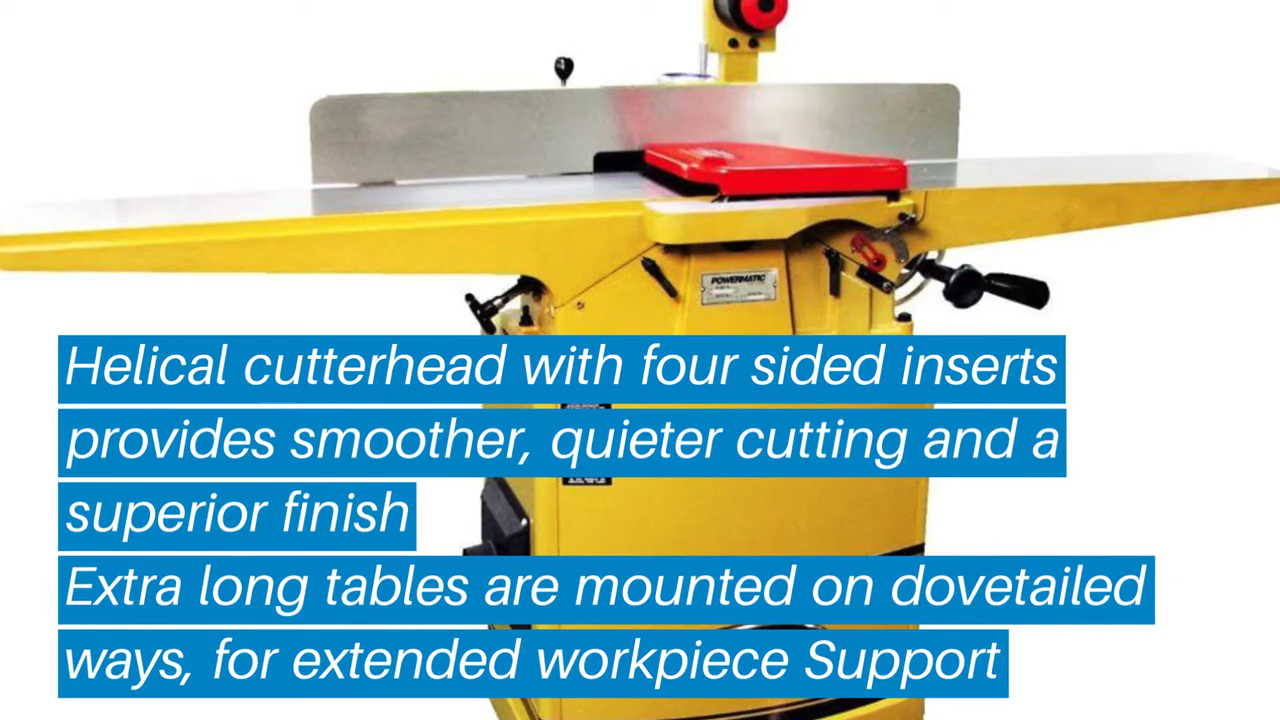 POWERMATIC
Helical cutterhead with four sided inserts
provides smoother, quieter cutting and a
superior finish
Extra long tables are mounted on dovetailed
ways, for extended workpiece Support